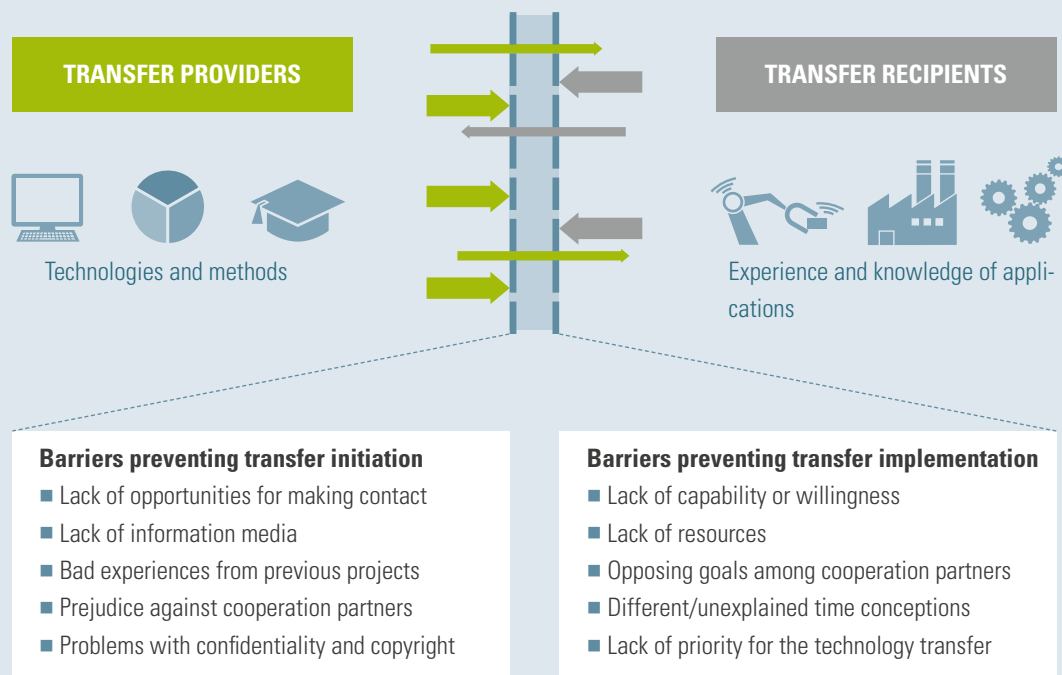 TRANSFER PROVIDERS
TRANSFER RECIPIENTS
Technologies and methods
Experience and knowledge of appli-
cations
Barriers preventing transfer initiation
■ Lack of opportunities for making contact
■ Lack of information media
■ Bad experiences from previous projects
■ Prejudice against cooperation partners
■ Problems with confidentiality and copyright
Barriers preventing transfer implementation
■ Lack of capability or willingness
■ Lack of resources
■ Opposing goals among cooperation partners
■ Different/unexplained time conceptions
■ Lack of priority for the technology transfer